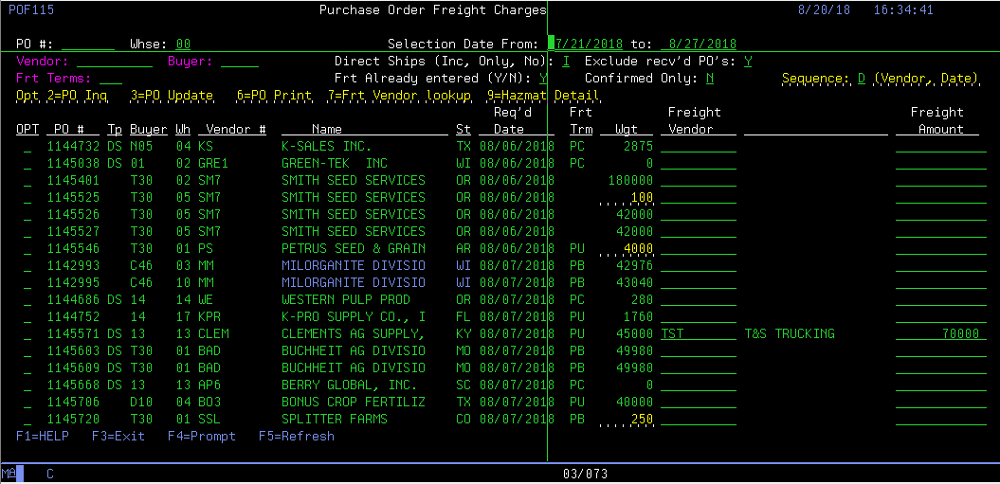 POF115 Purchase Order Freight Charges 8/20/18 16:34:41
PO #: Whse: 00 Selection Date From: 7/21/2018 to: 8/27/2018
Vendor: Buyer: Direct Ships (Inc, Only, No): I Exclude recv'd PO's: Y
Frt Terms: Frt Already entered (Y/N): Y Confirmed Only: N Sequence: D (Vendor, Date)
Opt 2=PO Inq 3=PO Update 6=PO Print 7=Frt Vendor lookup 9=Hazmat Detail
Req'd Frt Freight Freight
OPT PO # Tp Buyer Wh Vendor # Name St Date Trm Wgt Vendor Amount
1144732 DS N05 04 KS K-SALES INC. TX 08/06/2018 PC 2875
1145038 DS 01 02 GRE1 GREEN-TEK INC WI 08/06/2018 PC 0
1145401 T30 02 SM7 SMITH SEED SERVICES OR 08/06/2018 180000
1145525 T30 05 SM7 SMITH SEED SERVICES OR 08/06/2018 100
1145526 T30 05 SM7 SMITH SEED SERVICES OR 08/06/2018 42000
1145527 T30 05 SM7 SMITH SEED SERVICES OR 08/06/2018 42000
1145546 T30 01 PS PETRUS SEED & GRAIN AR 08/06/2018 PU 4000
1142993 C46 03 MM MILORGANITE DIVISIO WI 08/07/2018 PB 42976
1142995 C46 10 MM MILORGANITE DIVISIO WI 08/07/2018 PB 43040
1144686 DS 14 14 WE WESTERN PULP PROD OR 08/07/2018 PC 280
1144752 14 17 KPR K-PRO SUPPLY CO., I FL 08/07/2018 PU 1760
1145571 DS 13 13 CLEM CLEMENTS AG SUPPLY, KY 08/07/2018 PU 45000 TST T&S TRUCKING 70000
1145603 DS T30 01 BAD BUCHHEIT AG DIVISIO MO 08/07/2018 PB 49980
1145609 DS T30 01 BAD BUCHHEIT AG DIVISIO MO 08/07/2018 PB 49980
1145668 DS 13 13 AP6 BERRY GLOBAL, INC. SC 08/07/2018 PC 0
1145706 D10 04 BO3 BONUS CROP FERTILIZ TX 08/07/2018 PU 40000
1145720 T30 01 SSL SPLITTER FARMS CO 08/07/2018 PB 250
F1=HELP F3=Exit F4=Prompt F5=Refresh
MA C 03/073